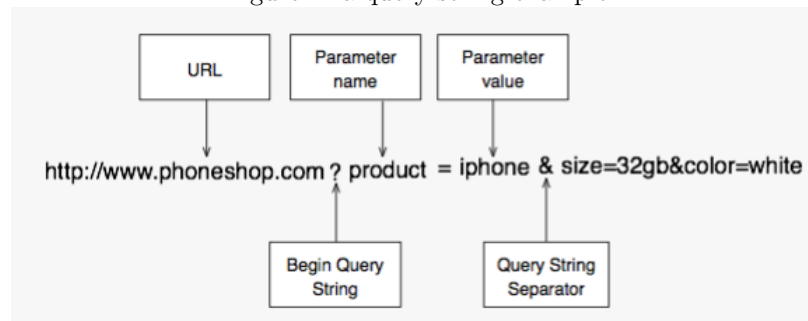 URL
Parameter
name
Parameter
value
http://www.phoneshop.com ? product = iphone & size=32gb&color=white
Begin Query
String
Query String
Separator